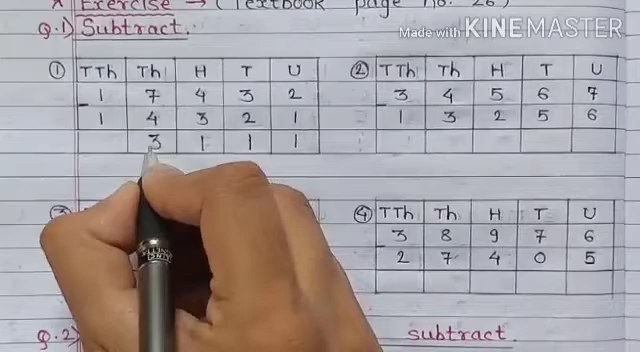 * Exercise → (Textbook page no. 26)
Made with KINEMASTER
Q.1) Subtract.
① TTh Th H T U
- 1 7 4 3 2
1 4 3 2 1
3 1 1 1
② TTh Th H T U
- 3 4 5 6 7
1 3 2 5 6
③
④ TTh Th H T U
3 8 9 7 6
2 7 4 0 5
Q.2) subtract.